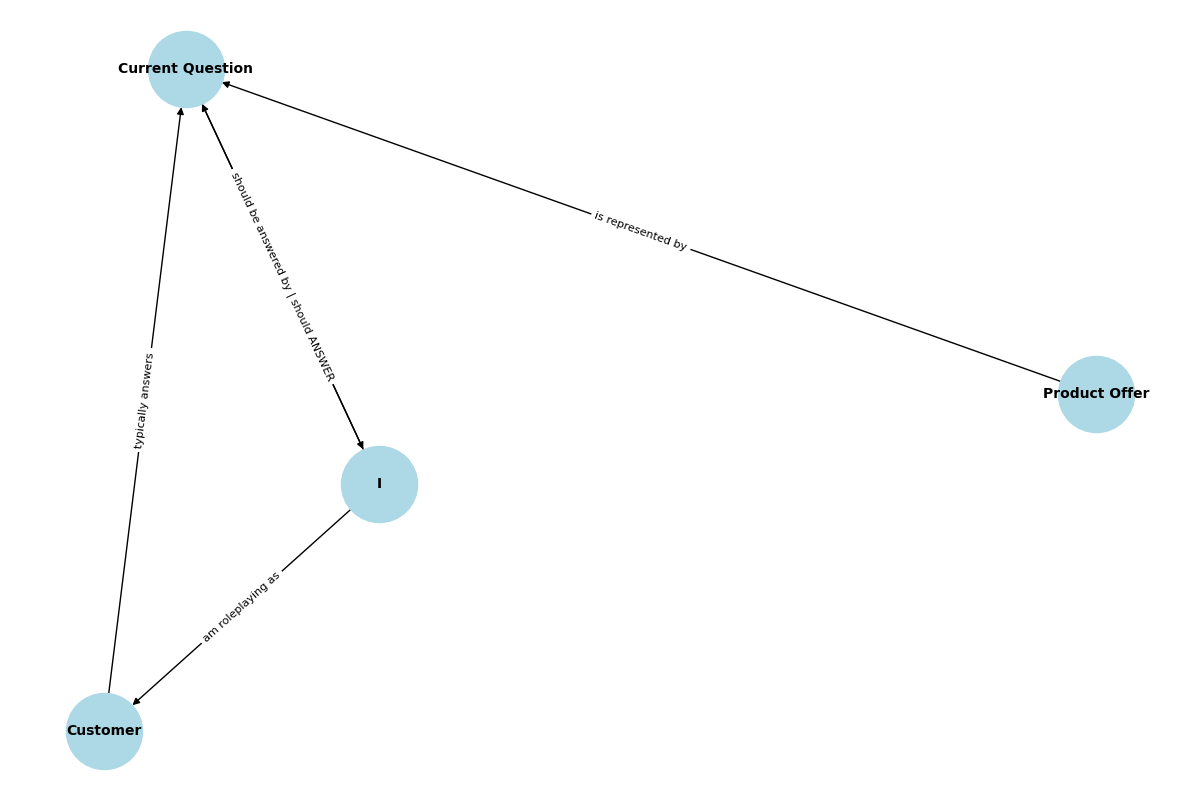 Current Question
should be answered by | should ANSWER
is represented by
typically answers
Product Offer
I
am roleplaying as
Customer